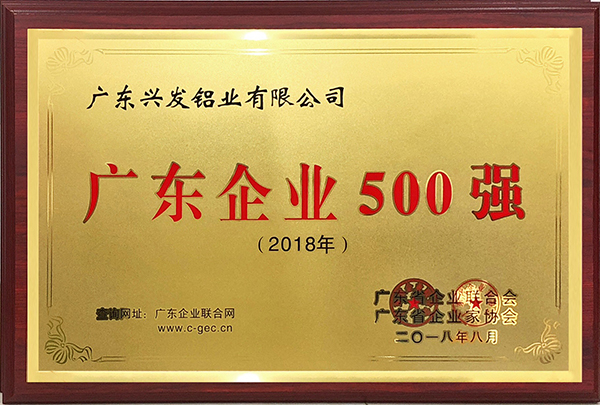 广东兴发铝业有限公司
广东企业500强
（2018年）
查询网址：广东企业联合网
www.c-gec.cn
广东省企业联合会
广东省企业家协会
二〇一八年八月